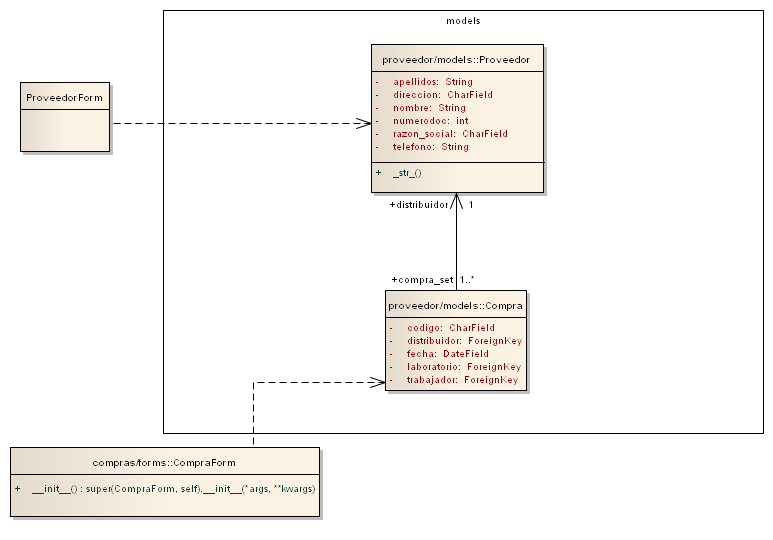 models
proveedor/models::Proveedor
- apellidos: String
- direccion: CharField
- nombre: String
- numerodoc: int
- razon_social: CharField
- telefono: String
+ _str_()
ProveedorForm
+distribuidor 1
+compra_set 1..*
proveedor/models::Compra
- codigo: CharField
- distribuidor: ForeignKey
- fecha: DateField
- laboratorio: ForeignKey
- trabajador: ForeignKey
compras/forms::CompraForm
+ __init__() : super(CompraForm, self).__init__(*args, **kwargs)